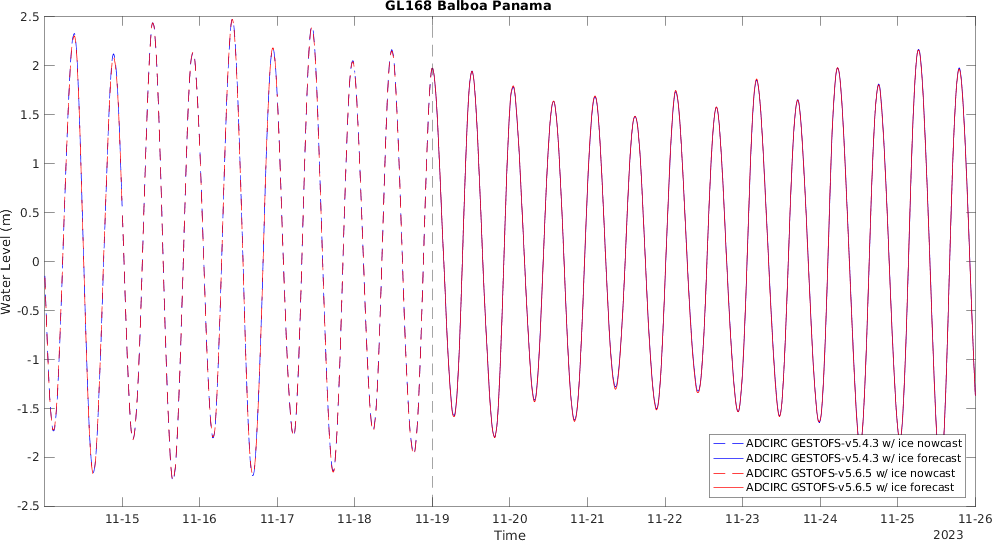 GL168 Balboa Panama
2.5
2
1.5
1
0.5
0
-0.5
-1
-1.5
-2
-2.5
Water Level (m)
ADCIRC GESTOFS-v5.4.3 w/ ice nowcast
ADCIRC GESTOFS-v5.4.3 w/ ice forecast
ADCIRC GSTOFS-v5.6.5 w/ ice nowcast
ADCIRC GSTOFS-v5.6.5 w/ ice forecast
11-15 11-16 11-17 11-18 11-19 11-20 11-21 11-22 11-23 11-24 11-25 11-26
Time
2023